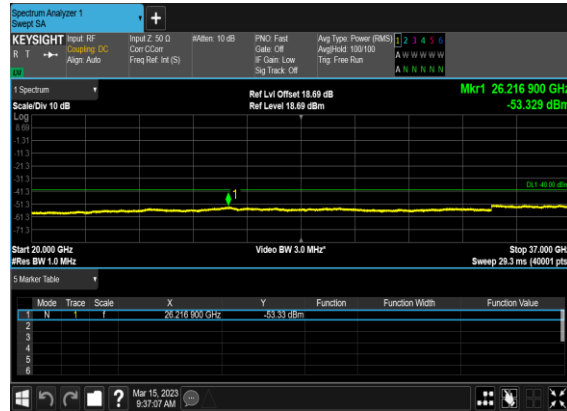 Spectrum Analyzer 1
Swept SA
+
KEYSIGHT Input: RF Input Z: 50 Ω #Atten: 10 dB PNO: Fast Avg Type: Power (RMS) 1 2 3 4 5 6
R T Coupling: DC Corr CCorr Gate: Off Avg|Hold: 100/100 A W W W W W
Align: Auto Freq Ref: Int (S) IF Gain: Low Trig: Free Run
LXI Sig Track: Off A N N N N N
1 Spectrum Ref Lvl Offset 18.69 dB Mkr1 26.216 900 GHz
Scale/Div 10 dB Ref Level 18.69 dBm -53.329 dBm
Log
8.69
-1.31
-11.3
-21.3
-31.3
DL1 -40.00 dBm
-41.3
1
-51.3
-61.3
-71.3
Start 20.000 GHz Video BW 3.0 MHz* Stop 37.000 GHz
#Res BW 1.0 MHz Sweep 29.3 ms (40001 pts)
5 Marker Table
Mode Trace Scale X Y Function Function Width Function Value
1 N 1 f 26.216 900 GHz -53.33 dBm
2
3
4
5
6
? Mar 15, 2023
9:37:07 AM